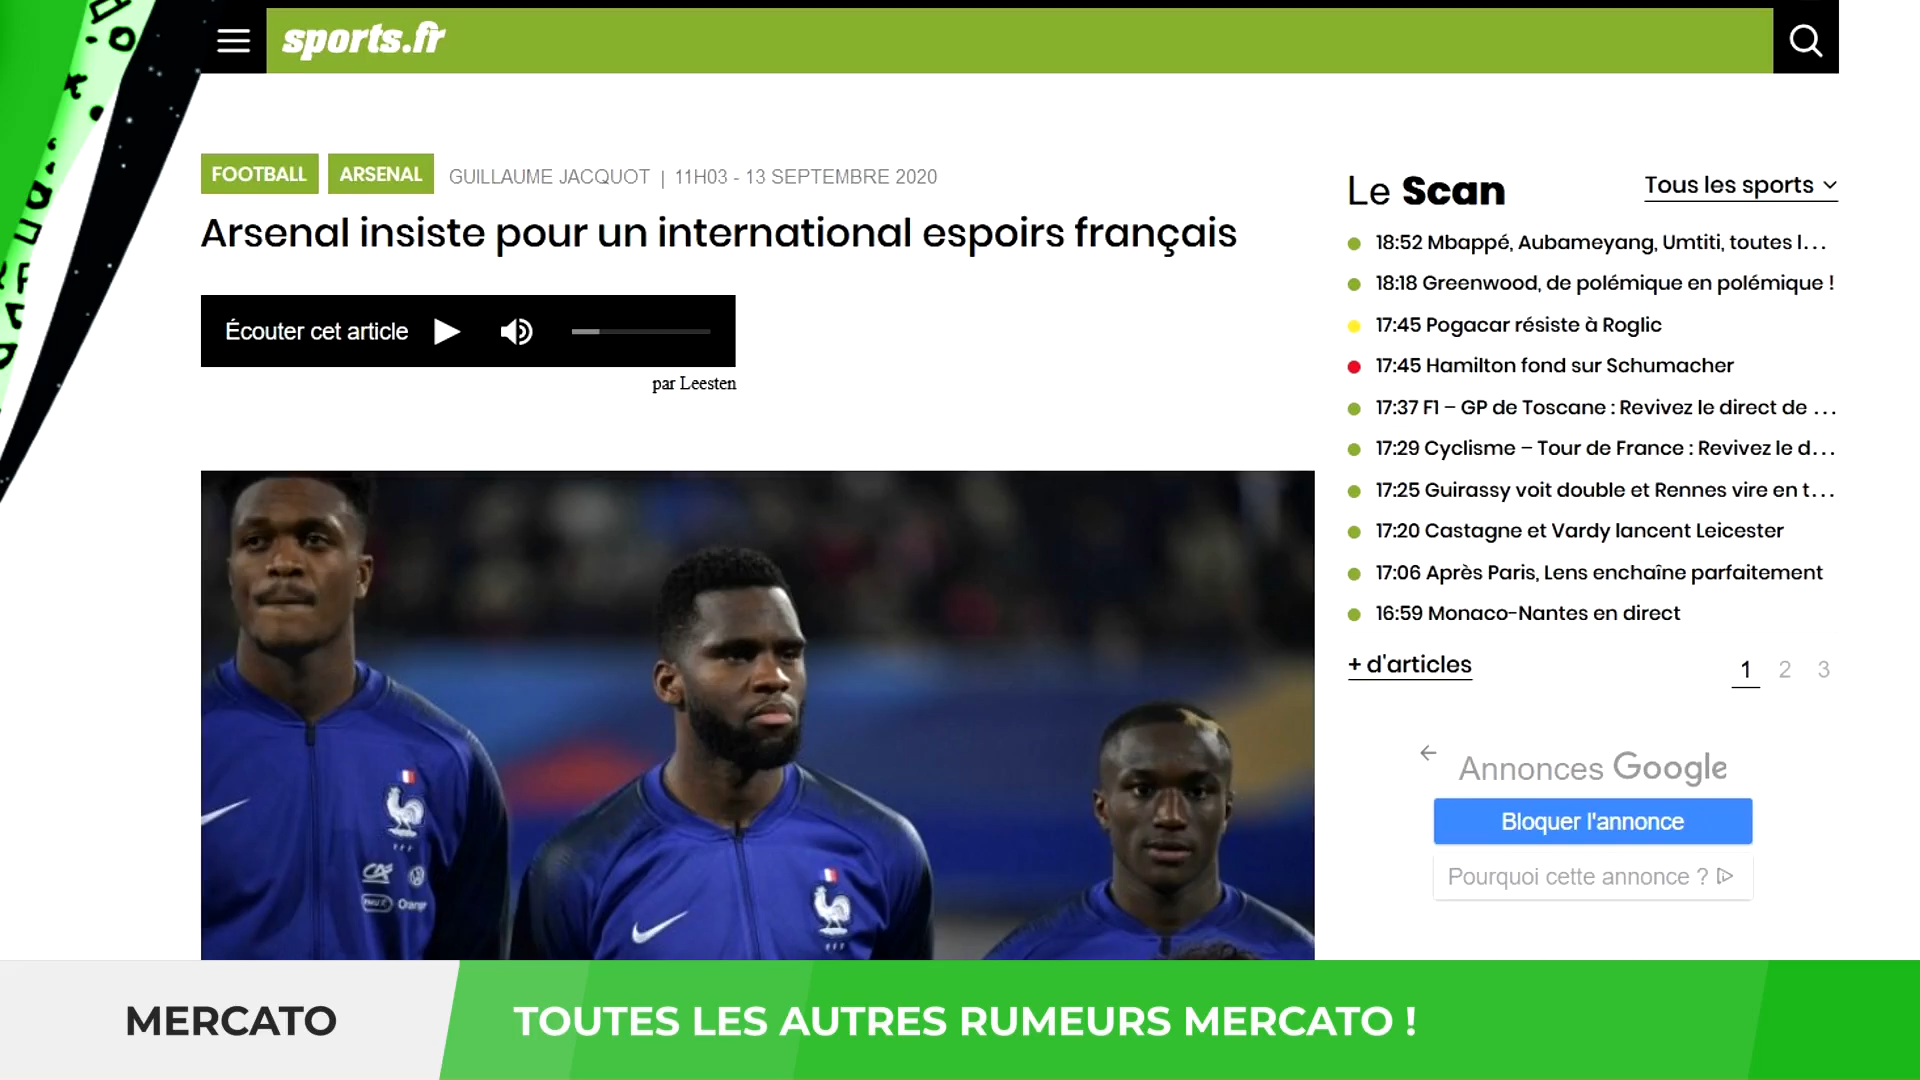 sports.fr
FOOTBALL ARSENAL GUILLAUME JACQUOT | 11H03 - 13 SEPTEMBRE 2020
Arsenal insiste pour un international espoirs français
Écouter cet article
par Leesten
Le Scan
Tous les sports
18:52 Mbappé, Aubameyang, Umtiti, toutes l...
18:18 Greenwood, de polémique en polémique !
17:45 Pogacar résiste à Roglic
17:45 Hamilton fond sur Schumacher
17:37 F1 – GP de Toscane : Revivez le direct de ...
17:29 Cyclisme – Tour de France : Revivez le d...
17:25 Guirassy voit double et Rennes vire en t...
17:20 Castagne et Vardy lancent Leicester
17:06 Après Paris, Lens enchaîne parfaitement
16:59 Monaco-Nantes en direct
+ d'articles
1 2 3
Annonces Google
Bloquer l'annonce
Pourquoi cette annonce ?
FFF
CA
PMU
Orange
FFF
MERCATO
TOUTES LES AUTRES RUMEURS MERCATO !